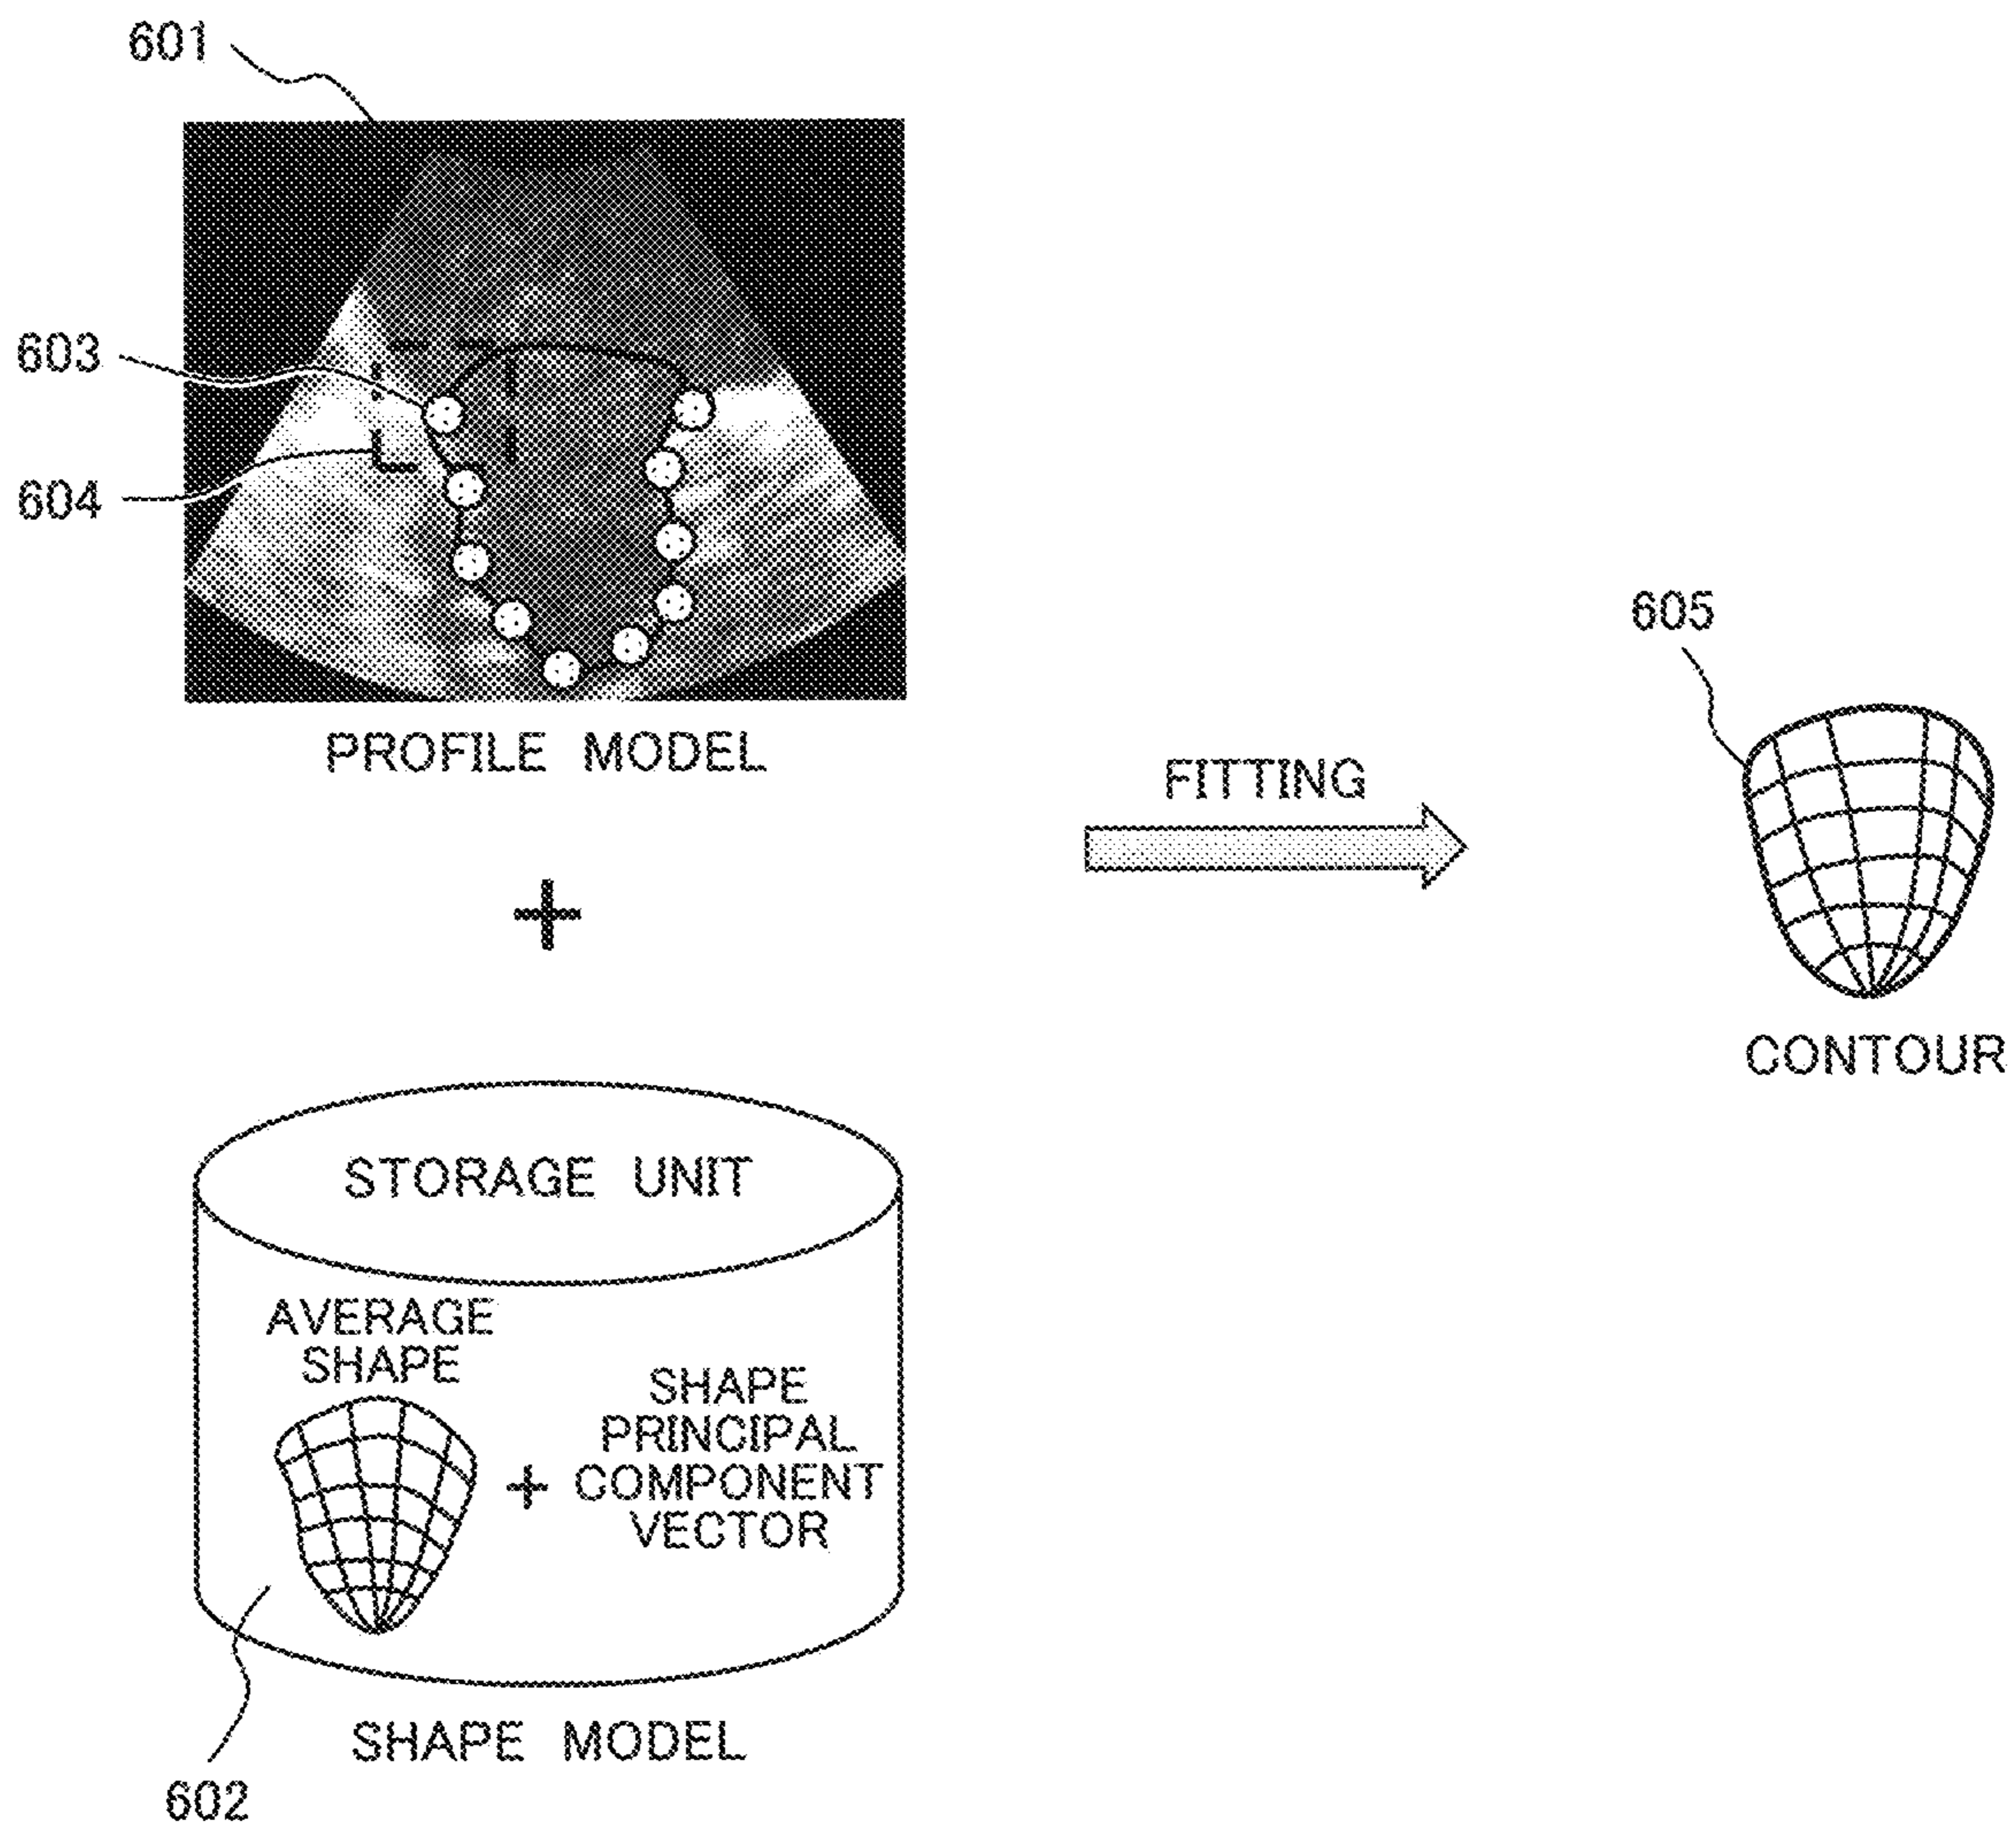 601
603
604
PROFILE MODEL
+
FITTING
605
CONTOUR
STORAGE UNIT
AVERAGE
SHAPE
+
SHAPE
PRINCIPAL
COMPONENT
VECTOR
SHAPE MODEL
602